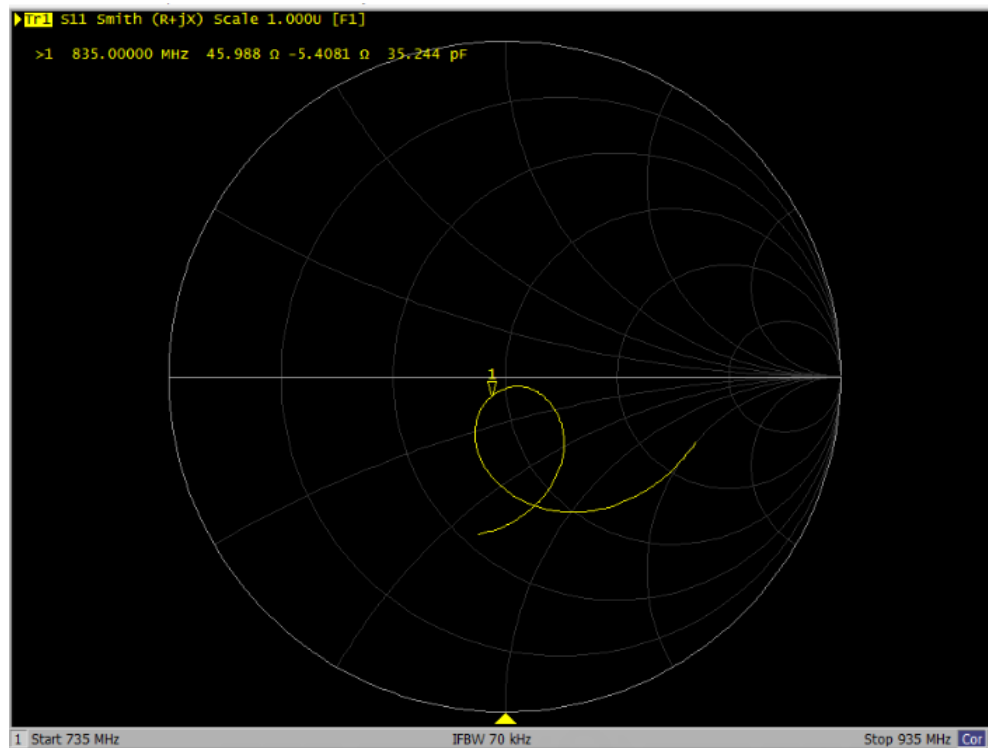 Tr1 S11 Smith (R+jX) Scale 1.000U [F1]
>1 835.00000 MHz 45.988 Ω -5.4081 Ω 35.244 pF
1
1 Start 735 MHz IFBW 70 kHz Stop 935 MHz Cor